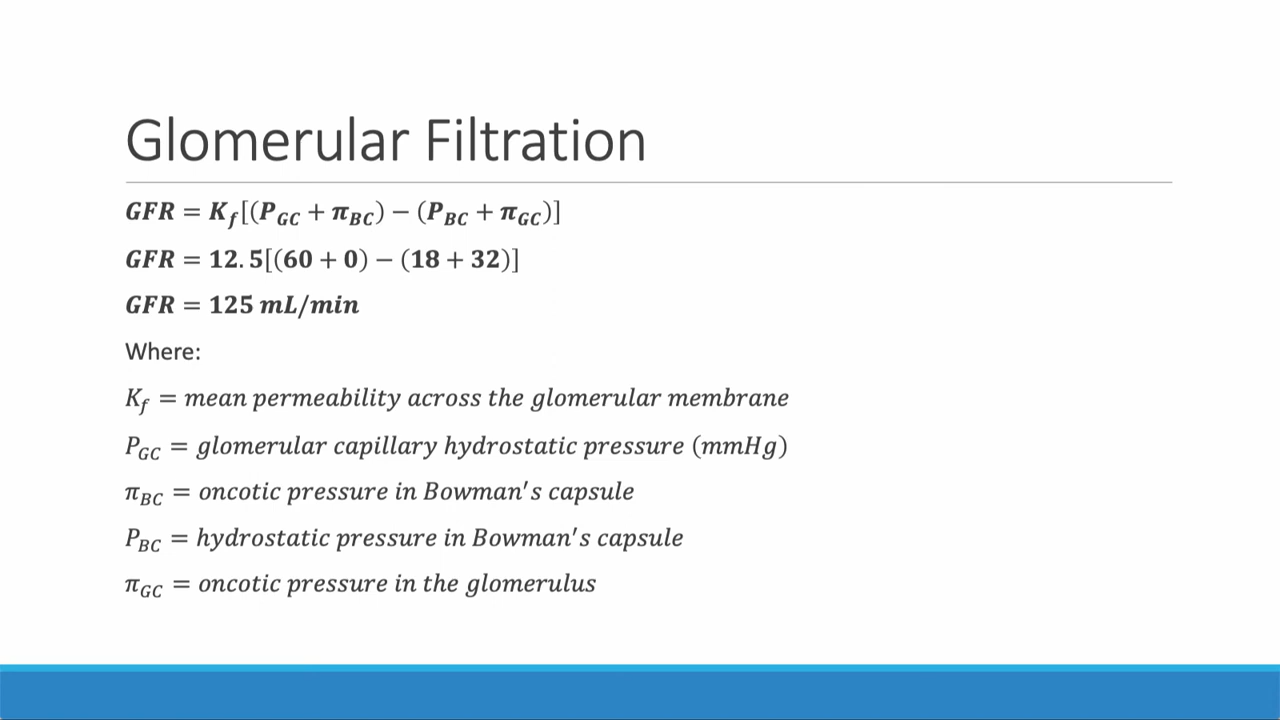 Glomerular Filtration
GFR = K_f[(P_GC + π_BC) − (P_BC + π_GC)]
GFR = 12.5[(60 + 0) − (18 + 32)]
GFR = 125 mL/min
Where:
K_f = mean permeability across the glomerular membrane
P_GC = glomerular capillary hydrostatic pressure (mmHg)
π_BC = oncotic pressure in Bowman's capsule
P_BC = hydrostatic pressure in Bowman's capsule
π_GC = oncotic pressure in the glomerulus